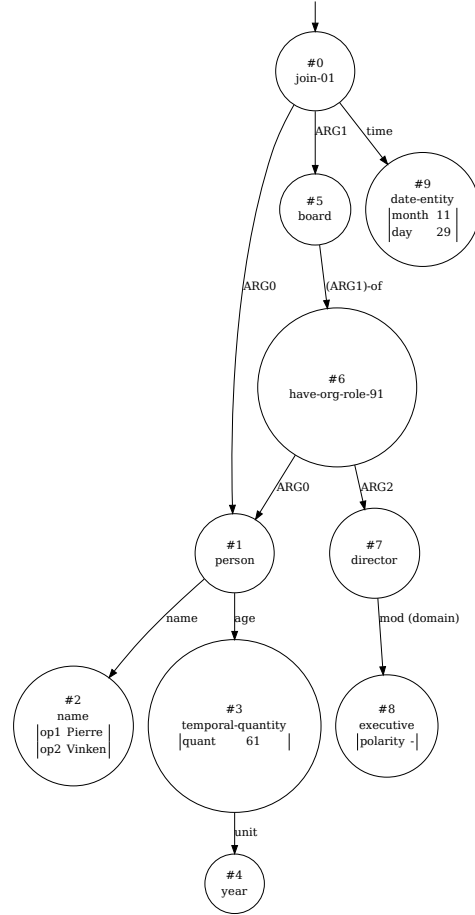 #0
join-01
ARG1
time
#5
board
#9
date-entity
month 11
day 29
ARG0
(ARG1)-of
#6
have-org-role-91
ARG0
ARG2
#1
person
#7
director
name
age
mod (domain)
#2
name
op1 Pierre
op2 Vinken
#3
temporal-quantity
quant 61
#8
executive
polarity -
unit
#4
year